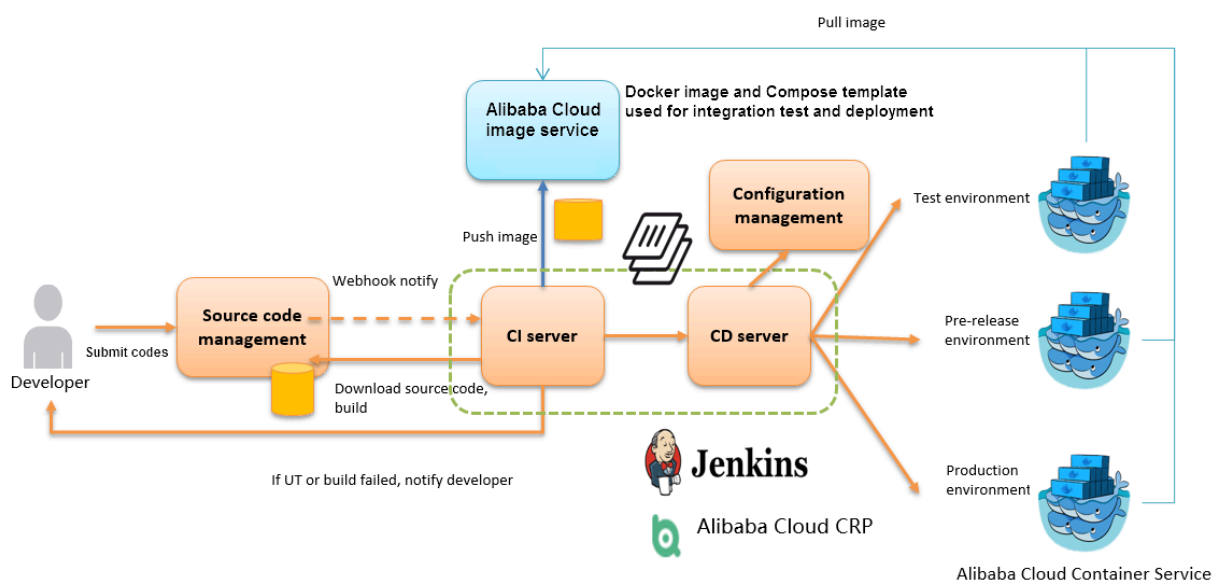 Pull image
Alibaba Cloud
image service
Docker image and Compose template
used for integration test and deployment
Configuration
management
Test environment
Push image
Webhook notify
Source code
management
CI server
CD server
Pre-release
environment
Submit codes
Developer
Download source code,
build
If UT or build failed, notify developer
Jenkins
Production
environment
Alibaba Cloud CRP
Alibaba Cloud Container Service